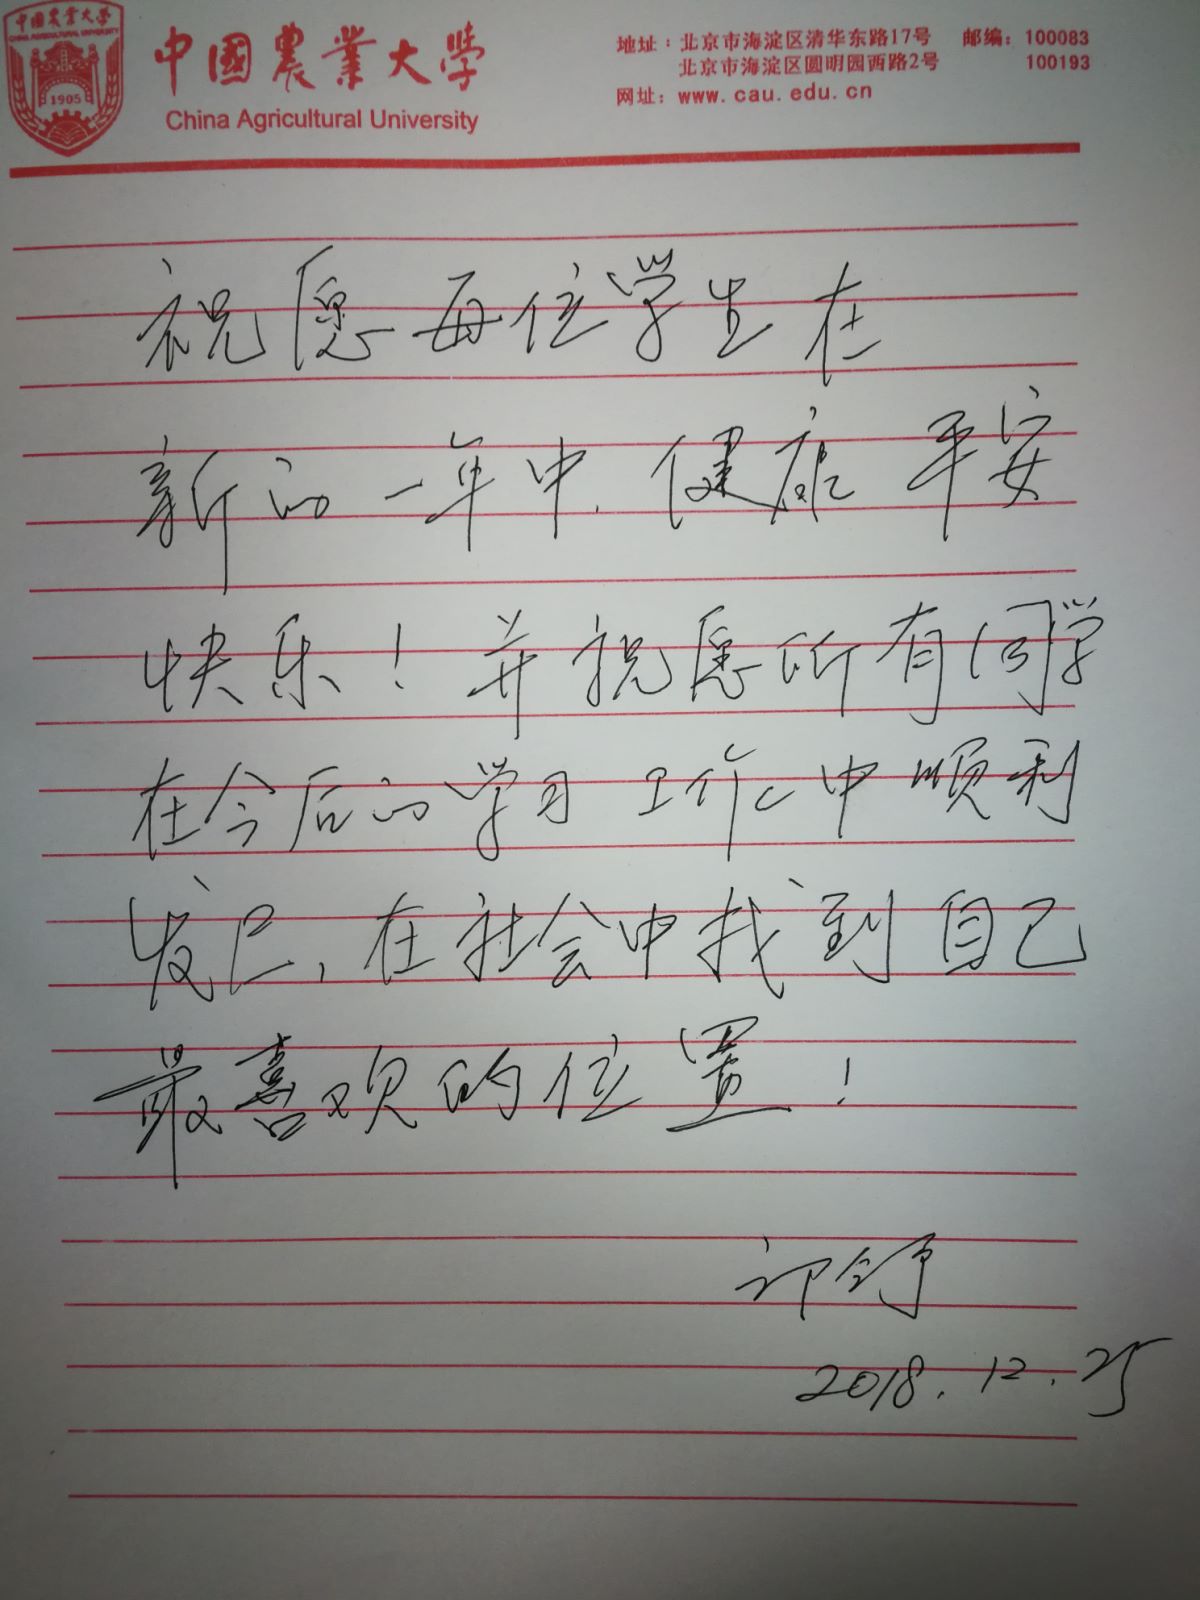 中国农业大学
CHINA AGRICULTURAL UNIVERSITY
1905
中國農業大學
China Agricultural University
地址：北京市海淀区清华东路17号 邮编：100083
北京市海淀区圆明园西路2号 100193
网址：www.cau.edu.cn
祝愿每位学生在
新的一年中.健康 平安
快乐！并祝愿所有同学
在今后的学习 工作中顺利
发已，在社会中找到自己
最喜欢的位置！
2018.12.25